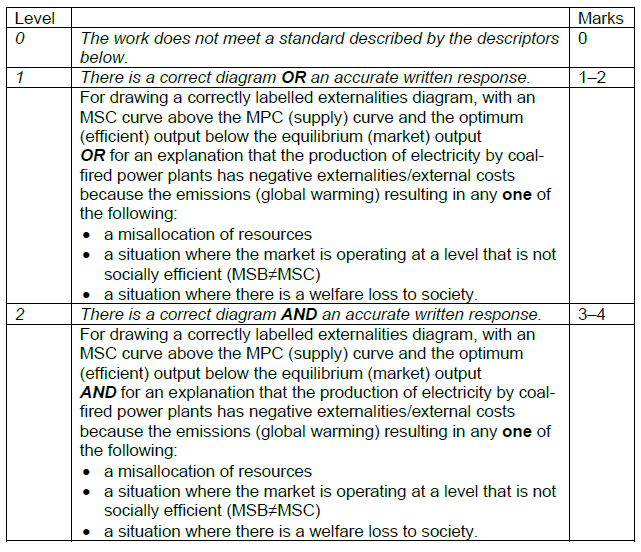 Level Marks
0 The work does not meet a standard described by the descriptors 0
below.
1 There is a correct diagram OR an accurate written response. 1–2
For drawing a correctly labelled externalities diagram, with an
MSC curve above the MPC (supply) curve and the optimum
(efficient) output below the equilibrium (market) output
OR for an explanation that the production of electricity by coal-
fired power plants has negative externalities/external costs
because the emissions (global warming) resulting in any one of
the following:
• a misallocation of resources
• a situation where the market is operating at a level that is not
socially efficient (MSB≠MSC)
• a situation where there is a welfare loss to society.
2 There is a correct diagram AND an accurate written response. 3–4
For drawing a correctly labelled externalities diagram, with an
MSC curve above the MPC (supply) curve and the optimum
(efficient) output below the equilibrium (market) output
AND for an explanation that the production of electricity by coal-
fired power plants has negative externalities/external costs
because the emissions (global warming) resulting in any one of
the following:
• a misallocation of resources
• a situation where the market is operating at a level that is not
socially efficient (MSB≠MSC)
• a situation where there is a welfare loss to society.